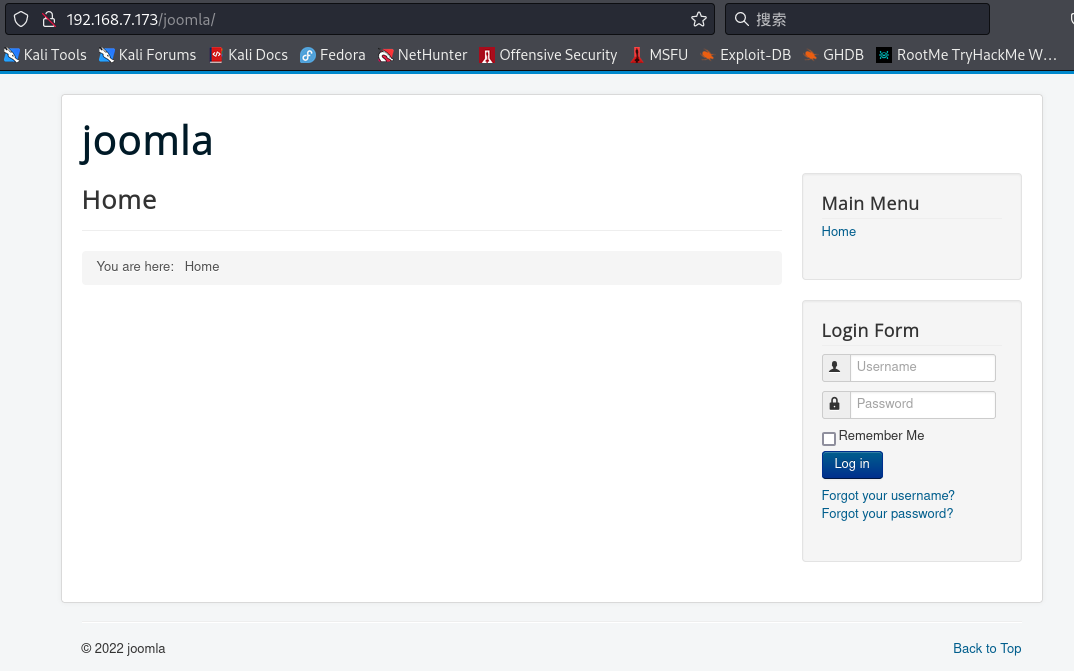 192.168.7.173/joomla/
搜索
Kali Tools Kali Forums Kali Docs Fedora NetHunter Offensive Security MSFU Exploit-DB GHDB RootMe TryHackMe W…
joomla
Home
You are here: Home
Main Menu
Home
Login Form
Username
Password
Remember Me
Log in
Forgot your username?
Forgot your password?
© 2022 joomla
Back to Top